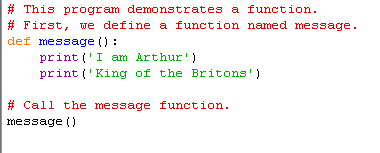 # This program demonstrates a function.
# First, we define a function named message.
def message():
    print('I am Arthur')
    print('King of the Britons')

# Call the message function.
message()